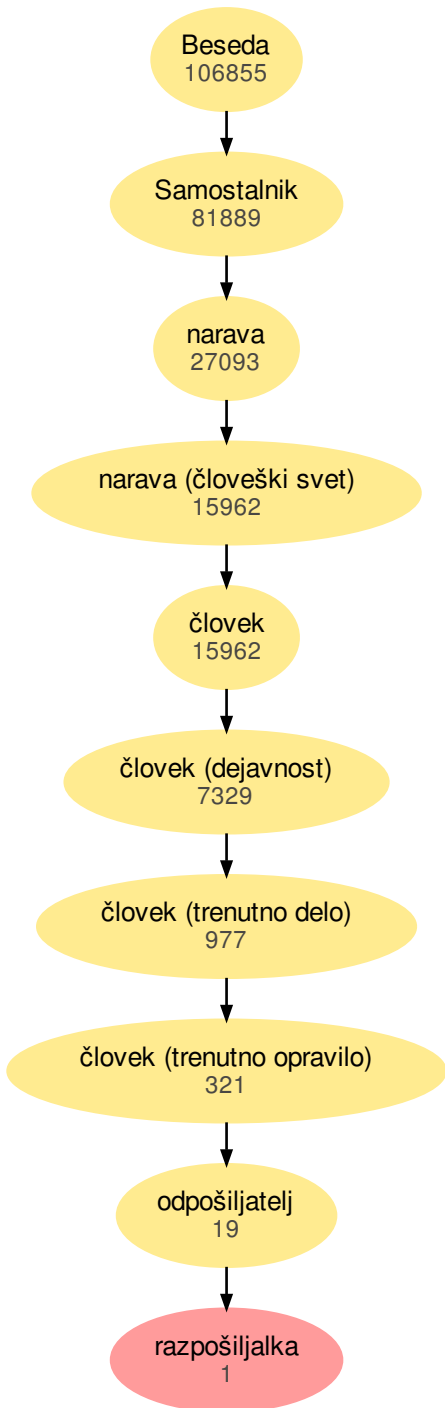 Beseda
106855
Samostalnik
81889
narava
27093
narava (človeški svet)
15962
človek
15962
človek (dejavnost)
7329
človek (trenutno delo)
977
človek (trenutno opravilo)
321
odpošiljatelj
19
razpošiljalka
1